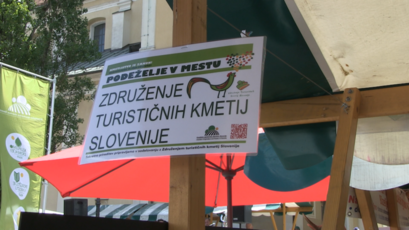 PODEŽELJE V MESTU
ZDRUŽENJE
TURISTIČNIH KMETIJ
SLOVENIJE